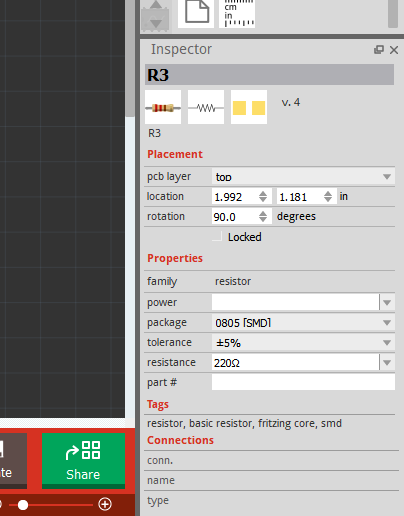 cm
in
Inspector
R3
v. 4
R3
Placement
pcb layer top
location 1.992 1.181 in
rotation 90.0 degrees
Locked
Properties
family resistor
power
package 0805 [SMD]
tolerance ±5%
resistance 220Ω
part #
Tags
resistor, basic resistor, fritzing core, smd
Connections
conn.
te
Share
name
type